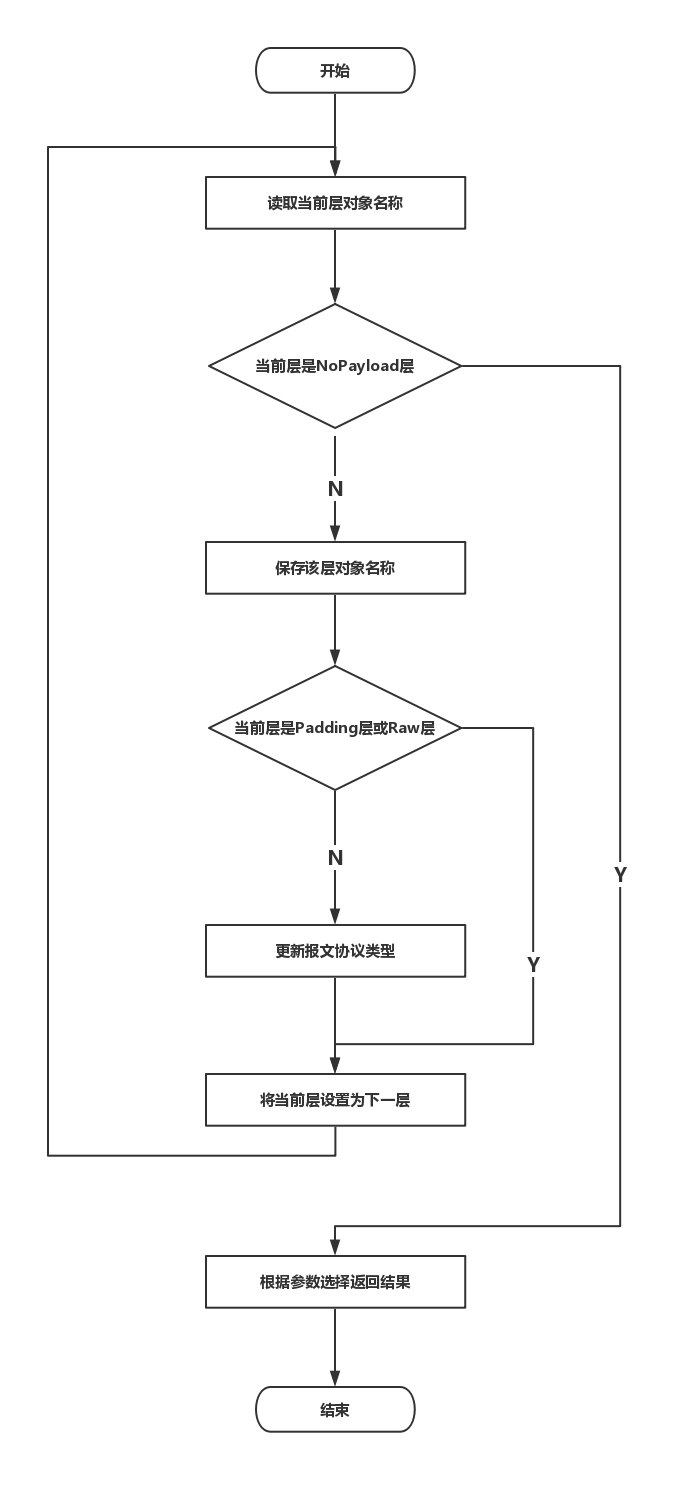 开始
读取当前层对象名称
当前层是NoPayload层
N
保存该层对象名称
当前层是Padding层或Raw层
N
Y
更新报文协议类型
Y
将当前层设置为下一层
根据参数选择返回结果
结束